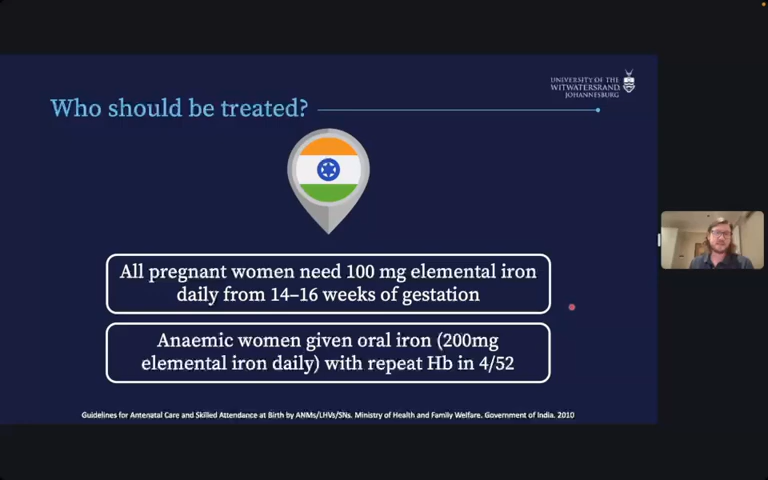 UNIVERSITY OF THE
WITWATERSRAND,
JOHANNESBURG
Who should be treated?
All pregnant women need 100 mg elemental iron
daily from 14–16 weeks of gestation
Anaemic women given oral iron (200mg
elemental iron daily) with repeat Hb in 4/52
Guidelines for Antenatal Care and Skilled Attendance at Birth by ANMs/LHVs/SNs. Ministry of Health and Family Welfare. Government of India. 2010